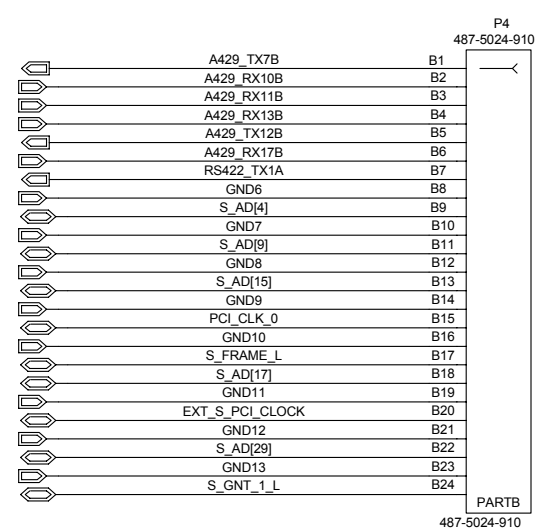 P4
487-5024-910
A429_TX7B B1
A429_RX10B B2
A429_RX11B B3
A429_RX13B B4
A429_TX12B B5
A429_RX17B B6
RS422_TX1A B7
GND6 B8
S_AD[4] B9
GND7 B10
S_AD[9] B11
GND8 B12
S_AD[15] B13
GND9 B14
PCI_CLK_0 B15
GND10 B16
S_FRAME_L B17
S_AD[17] B18
GND11 B19
EXT_S_PCI_CLOCK B20
GND12 B21
S_AD[29] B22
GND13 B23
S_GNT_1_L B24
PARTB
487-5024-910